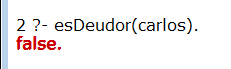 2 ?- esDeudor(carlos).
false.